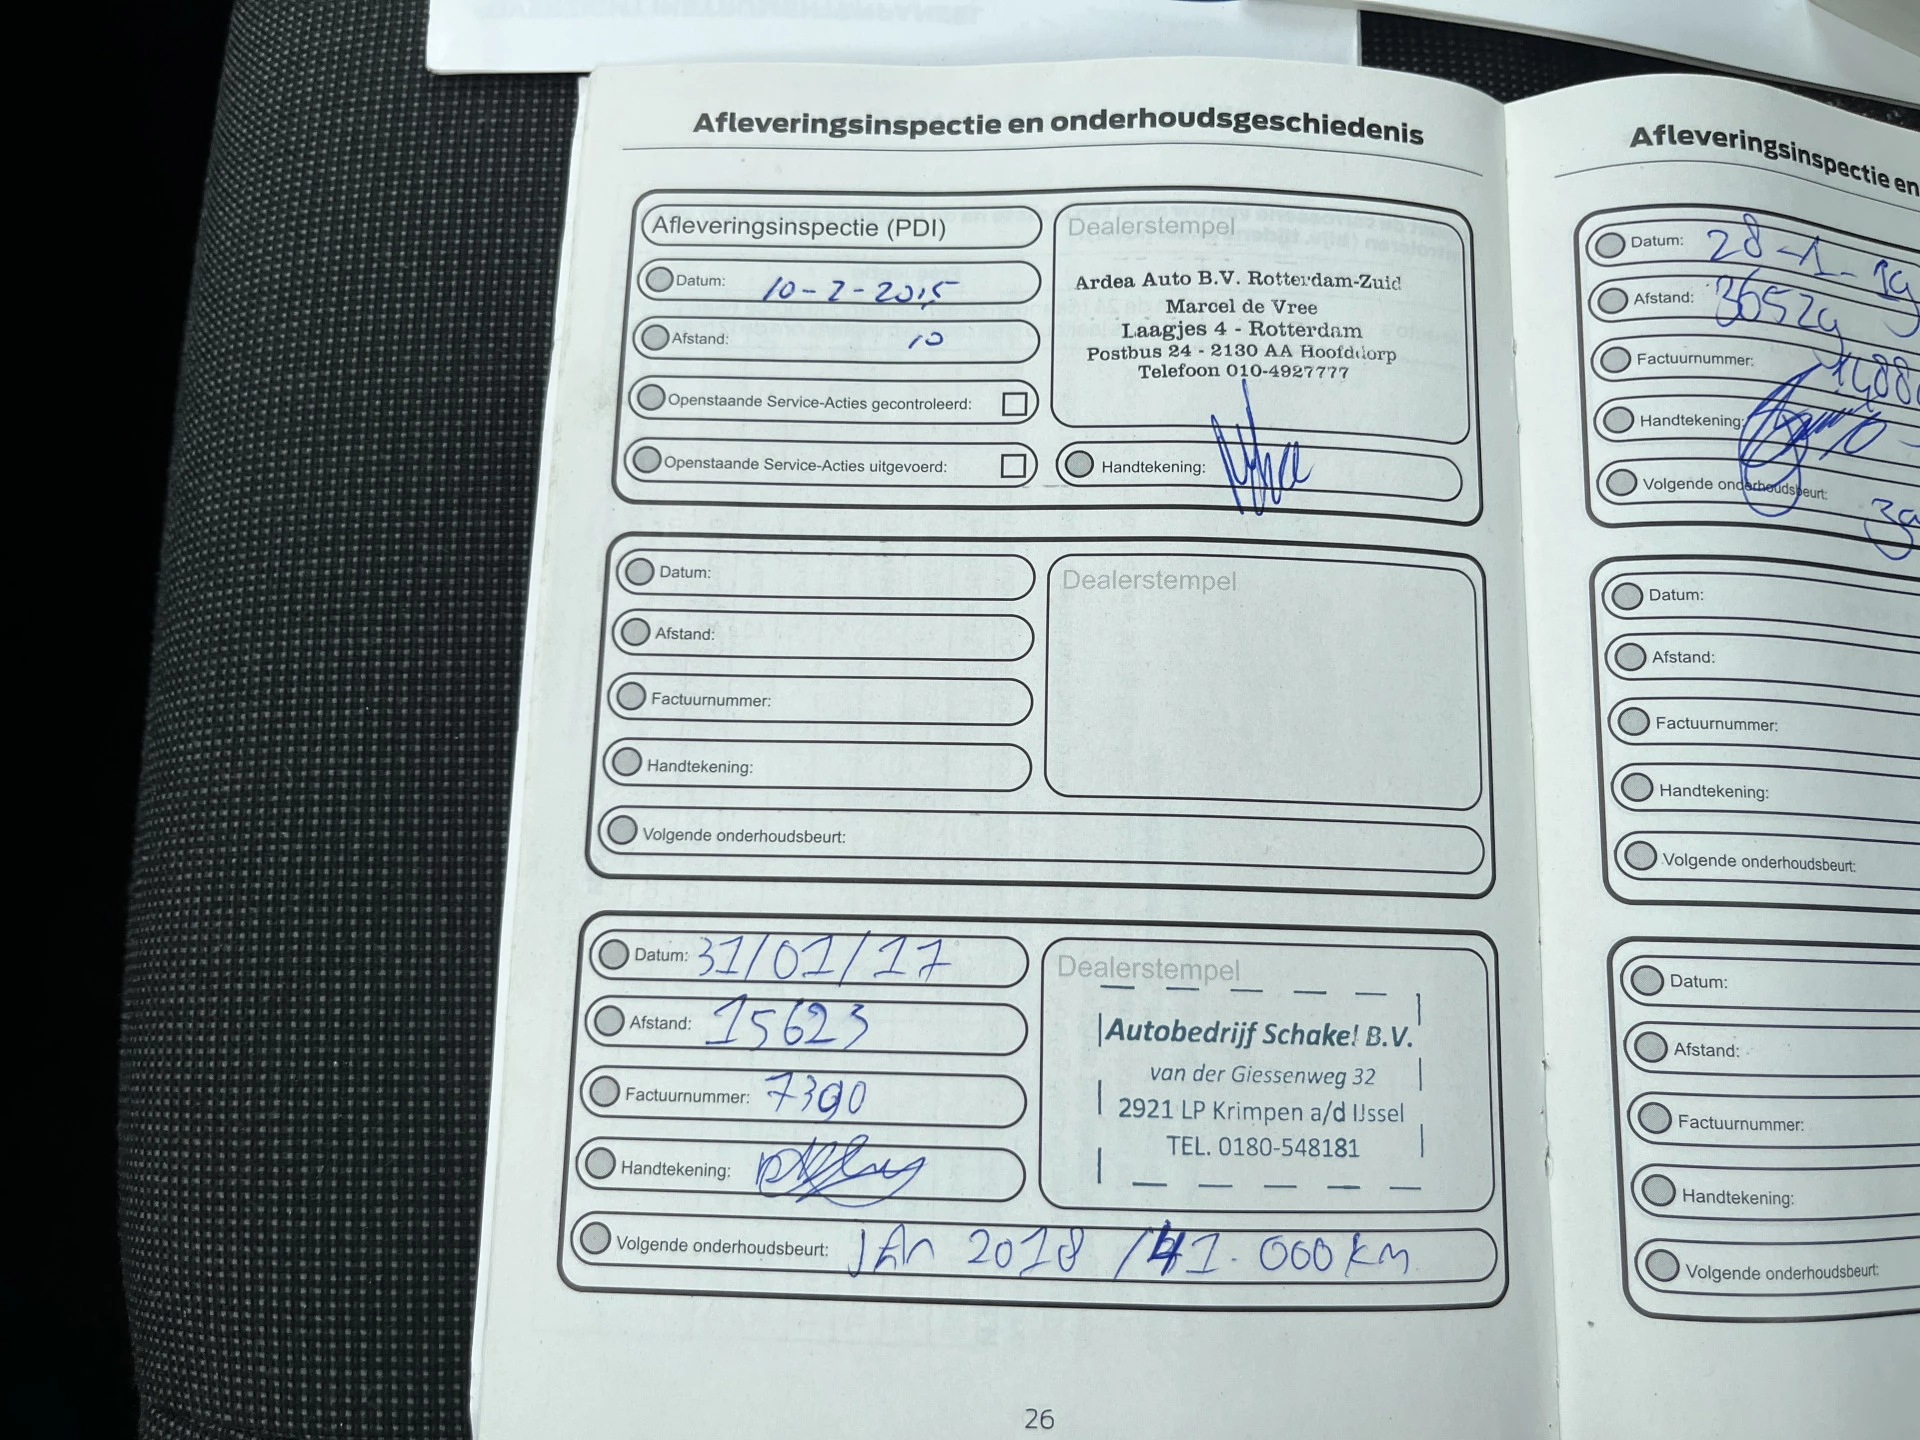 Afleveringsinspectie en onderhoudsgeschiedenis
Afleveringsinspectie (PDI)
Datum: 10-2-2015
Afstand: 10
Openstaande Service-Acties gecontroleerd:
Openstaande Service-Acties uitgevoerd:
Dealerstempel
Ardea Auto B.V. Rotterdam-Zuid
Marcel de Vree
Laagjes 4 - Rotterdam
Postbus 24 - 2130 AA Hoofddorp
Telefoon 010-4927777
Handtekening:
Datum:
Afstand:
Factuurnummer:
Handtekening:
Volgende onderhoudsbeurt:
Dealerstempel
Datum: 31/01/17
Afstand: 15623
Factuurnummer: 7390
Handtekening:
Volgende onderhoudsbeurt: JAn 2018 /41.000 km
Dealerstempel
Autobedrijf Schakel B.V.
van der Giessenweg 32
2921 LP Krimpen a/d IJssel
TEL. 0180-548181
26
Afleveringsinspectie en
Datum: 28-1-19
Afstand: 36529
Factuurnummer:
Handtekening:
Volgende onderhoudsbeurt:
Datum:
Afstand:
Factuurnummer:
Handtekening:
Volgende onderhoudsbeurt:
Datum:
Afstand:
Factuurnummer:
Handtekening:
Volgende onderhoudsbeurt: